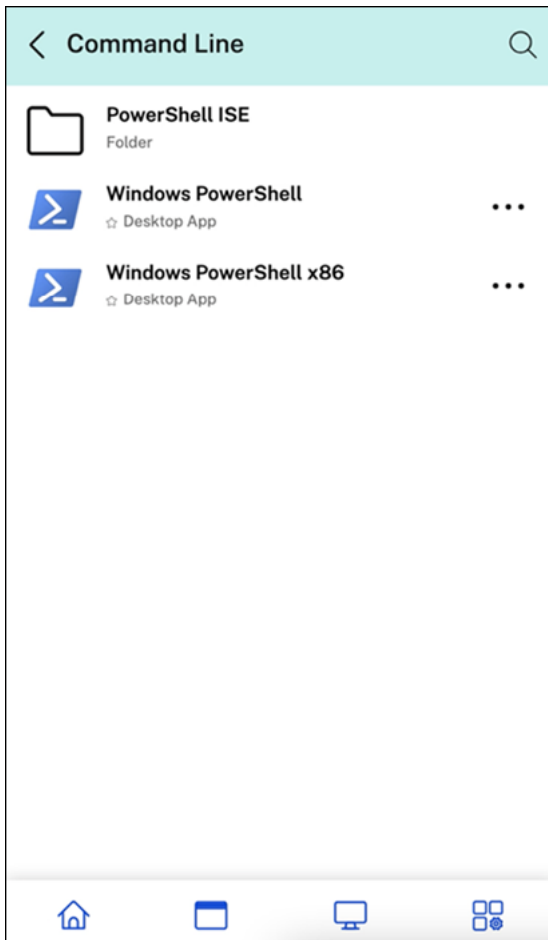 Command Line
PowerShell ISE
Folder
Windows PowerShell
Desktop App
Windows PowerShell x86
Desktop App